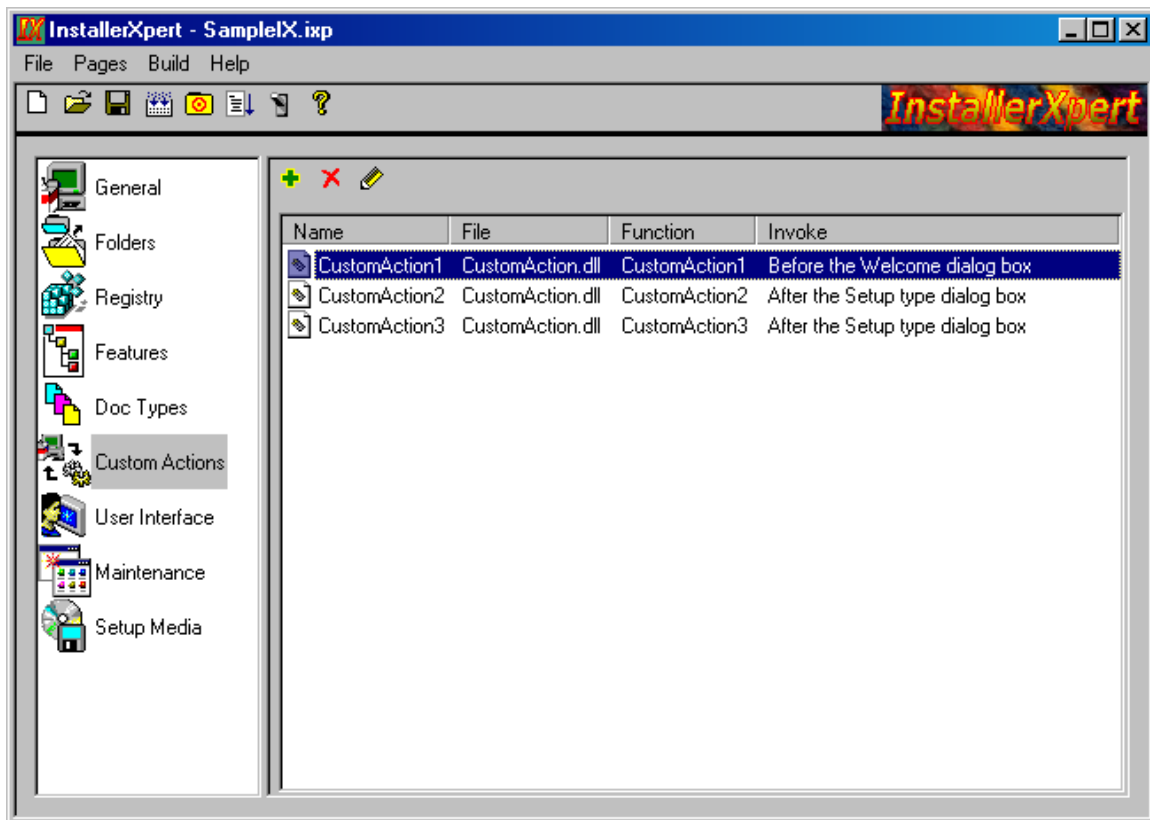 InstallerXpert - SampleIX.ixp
File Pages Build Help
InstallerXpert
General
Folders
Registry
Features
Doc Types
Custom Actions
User Interface
Maintenance
Setup Media
Name File Function Invoke
CustomAction1 CustomAction.dll CustomAction1 Before the Welcome dialog box
CustomAction2 CustomAction.dll CustomAction2 After the Setup type dialog box
CustomAction3 CustomAction.dll CustomAction3 After the Setup type dialog box